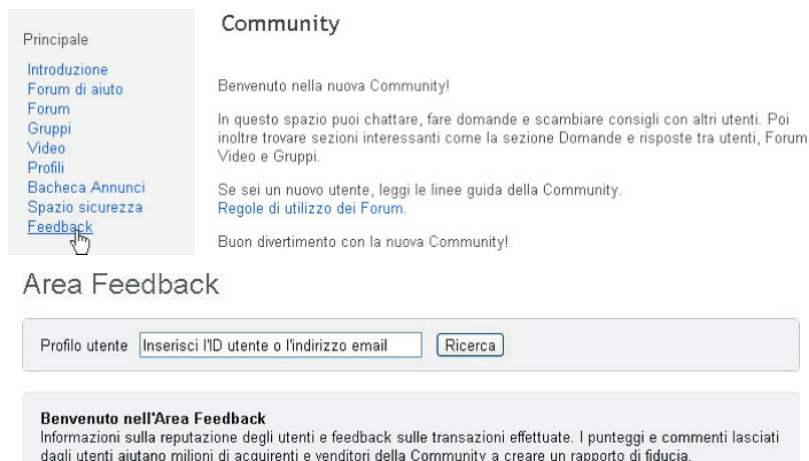 Principale
Introduzione
Forum di aiuto
Forum
Gruppi
Video
Profili
Bacheca Annunci
Spazio sicurezza
Feedback
Community
Benvenuto nella nuova Community!
In questo spazio puoi chattare, fare domande e scambiare consigli con altri utenti. Poi
inoltre trovare sezioni interessanti come la sezione Domande e risposte tra utenti, Forum
Video e Gruppi.
Se sei un nuovo utente, leggi le linee guida della Community.
Regole di utilizzo dei Forum.
Buon divertimento con la nuova Community!
Area Feedback
Profilo utente Inserisci l'ID utente o l'indirizzo email Ricerca
Benvenuto nell'Area Feedback
Informazioni sulla reputazione degli utenti e feedback sulle transazioni effettuate. I punteggi e commenti lasciati
dagli utenti aiutano milioni di acquirenti e venditori della Community a creare un rapporto di fiducia.